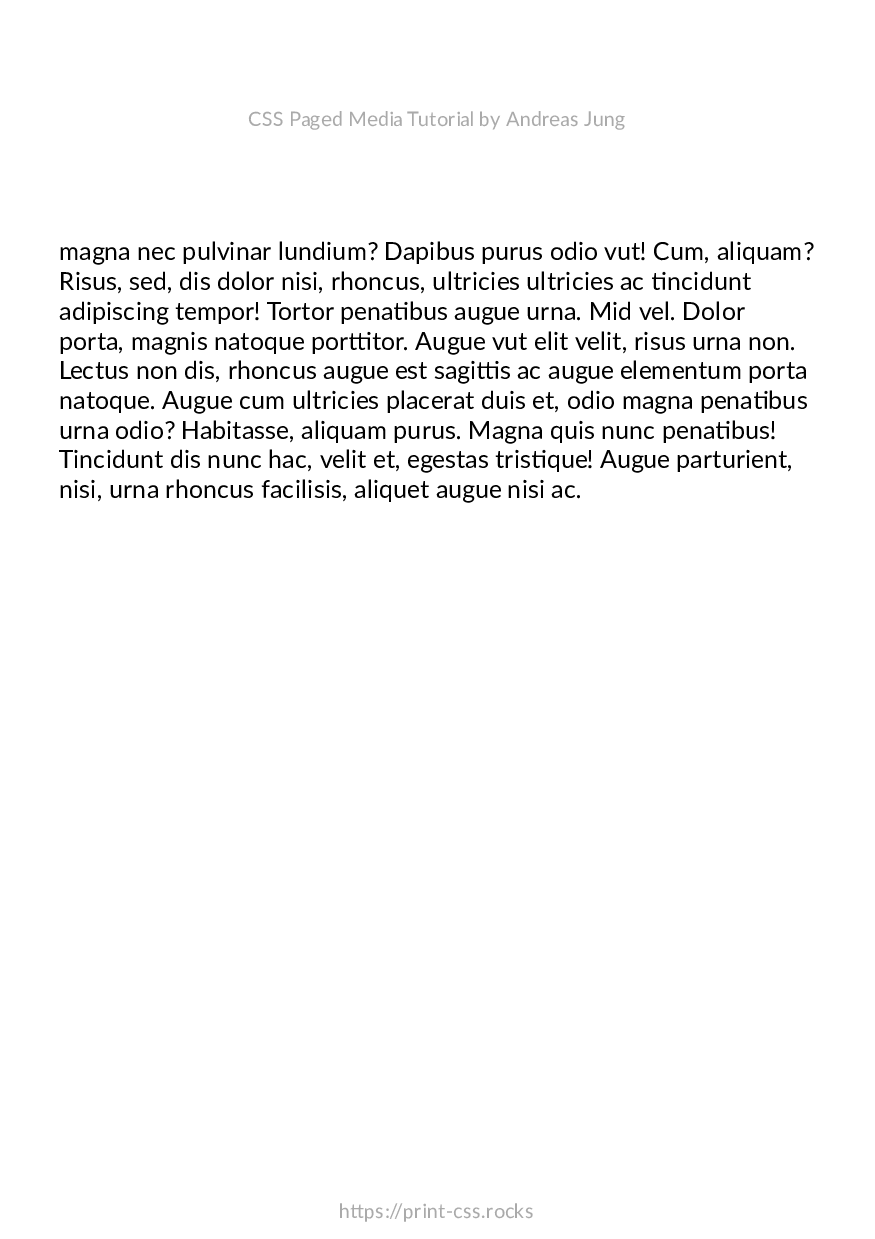 CSS Paged Media Tutorial by Andreas Jung
magna nec pulvinar lundium? Dapibus purus odio vut! Cum, aliquam?
Risus, sed, dis dolor nisi, rhoncus, ultricies ultricies ac tincidunt
adipiscing tempor! Tortor penatibus augue urna. Mid vel. Dolor
porta, magnis natoque porttitor. Augue vut elit velit, risus urna non.
Lectus non dis, rhoncus augue est sagittis ac augue elementum porta
natoque. Augue cum ultricies placerat duis et, odio magna penatibus
urna odio? Habitasse, aliquam purus. Magna quis nunc penatibus!
Tincidunt dis nunc hac, velit et, egestas tristique! Augue parturient,
nisi, urna rhoncus facilisis, aliquet augue nisi ac.
https://print-css.rocks